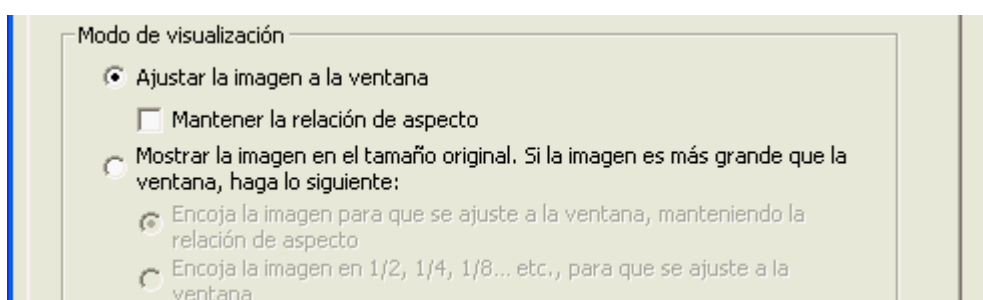 Modo de visualización
Ajustar la imagen a la ventana
Mantener la relación de aspecto
Mostrar la imagen en el tamaño original. Si la imagen es más grande que la
ventana, haga lo siguiente:
Encoja la imagen para que se ajuste a la ventana, manteniendo la
relación de aspecto
Encoja la imagen en 1/2, 1/4, 1/8... etc., para que se ajuste a la
ventana